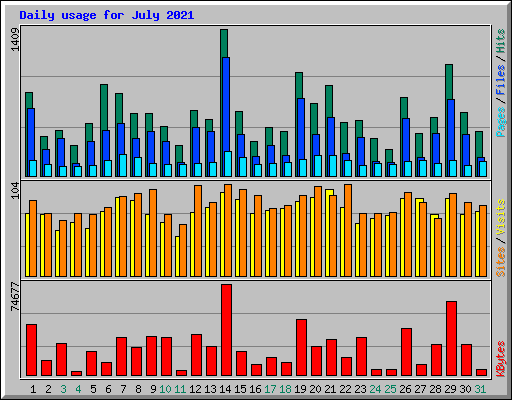 Daily usage for July 2021
1409
Pages / Files / Hits
104
Sites / Visits
74677
KBytes
1 2 3 4 5 6 7 8 9 10 11 12 13 14 15 16 17 18 19 20 21 22 23 24 25 26 27 28 29 30 31